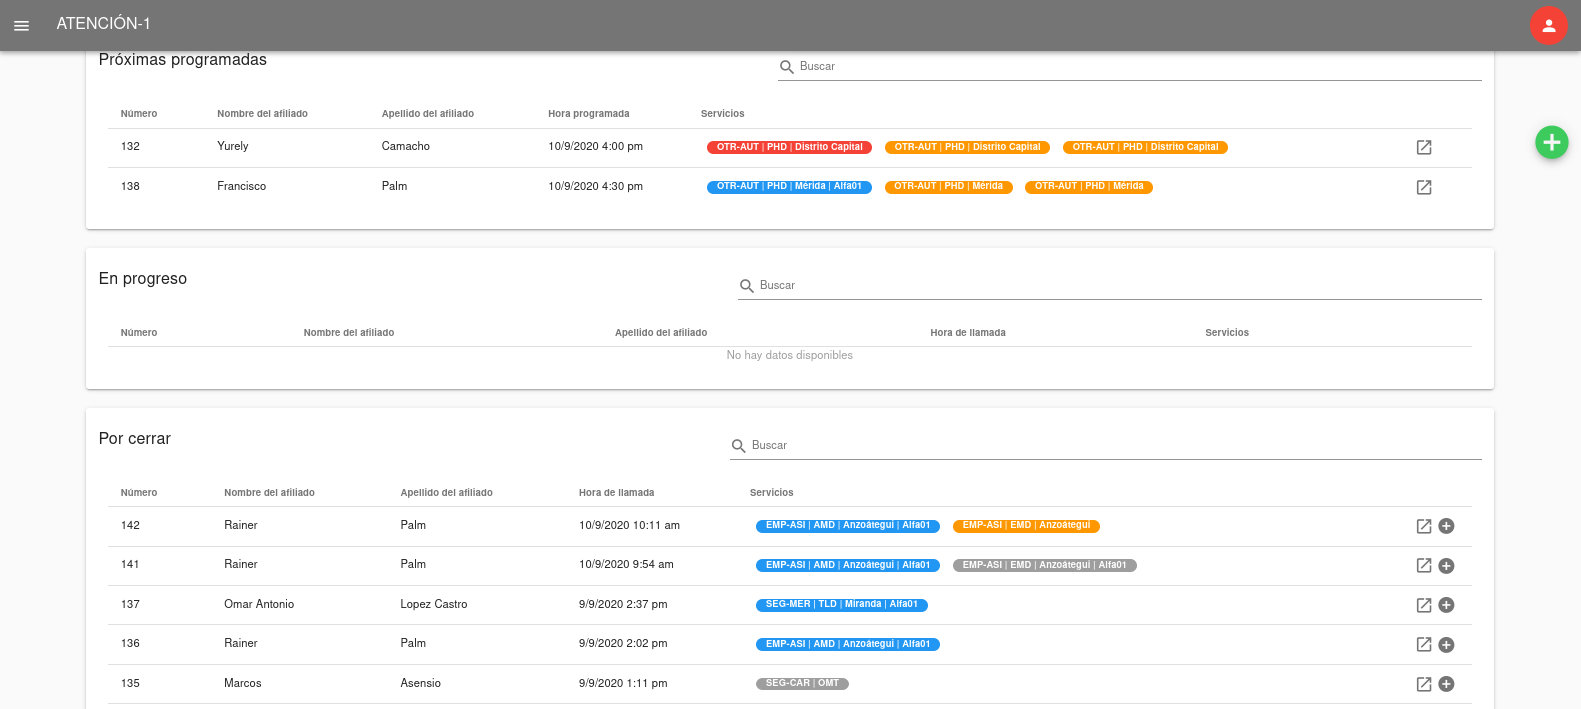 ATENCIÓN-1
Próximas programadas
Buscar
Número Nombre del afiliado Apellido del afiliado Hora programada Servicios
132 Yurely Camacho 10/9/2020 4:00 pm OTR-AUT | PHD | Distrito Capital OTR-AUT | PHD | Distrito Capital OTR-AUT | PHD | Distrito Capital
138 Francisco Palm 10/9/2020 4:30 pm OTR-AUT | PHD | Mérida | Alfa01 OTR-AUT | PHD | Mérida OTR-AUT | PHD | Mérida
En progreso
Buscar
Número Nombre del afiliado Apellido del afiliado Hora de llamada Servicios
No hay datos disponibles
Por cerrar
Buscar
Número Nombre del afiliado Apellido del afiliado Hora de llamada Servicios
142 Rainer Palm 10/9/2020 10:11 am EMP-ASI | AMD | Anzoátegui | Alfa01 EMP-ASI | EMD | Anzoátegui
141 Rainer Palm 10/9/2020 9:54 am EMP-ASI | AMD | Anzoátegui | Alfa01 EMP-ASI | EMD | Anzoátegui | Alfa01
137 Omar Antonio Lopez Castro 9/9/2020 2:37 pm SEG-MER | TLD | Miranda | Alfa01
136 Rainer Palm 9/9/2020 2:02 pm EMP-ASI | AMD | Anzoátegui | Alfa01
135 Marcos Asensio 9/9/2020 1:11 pm SEG-CAR | OMT